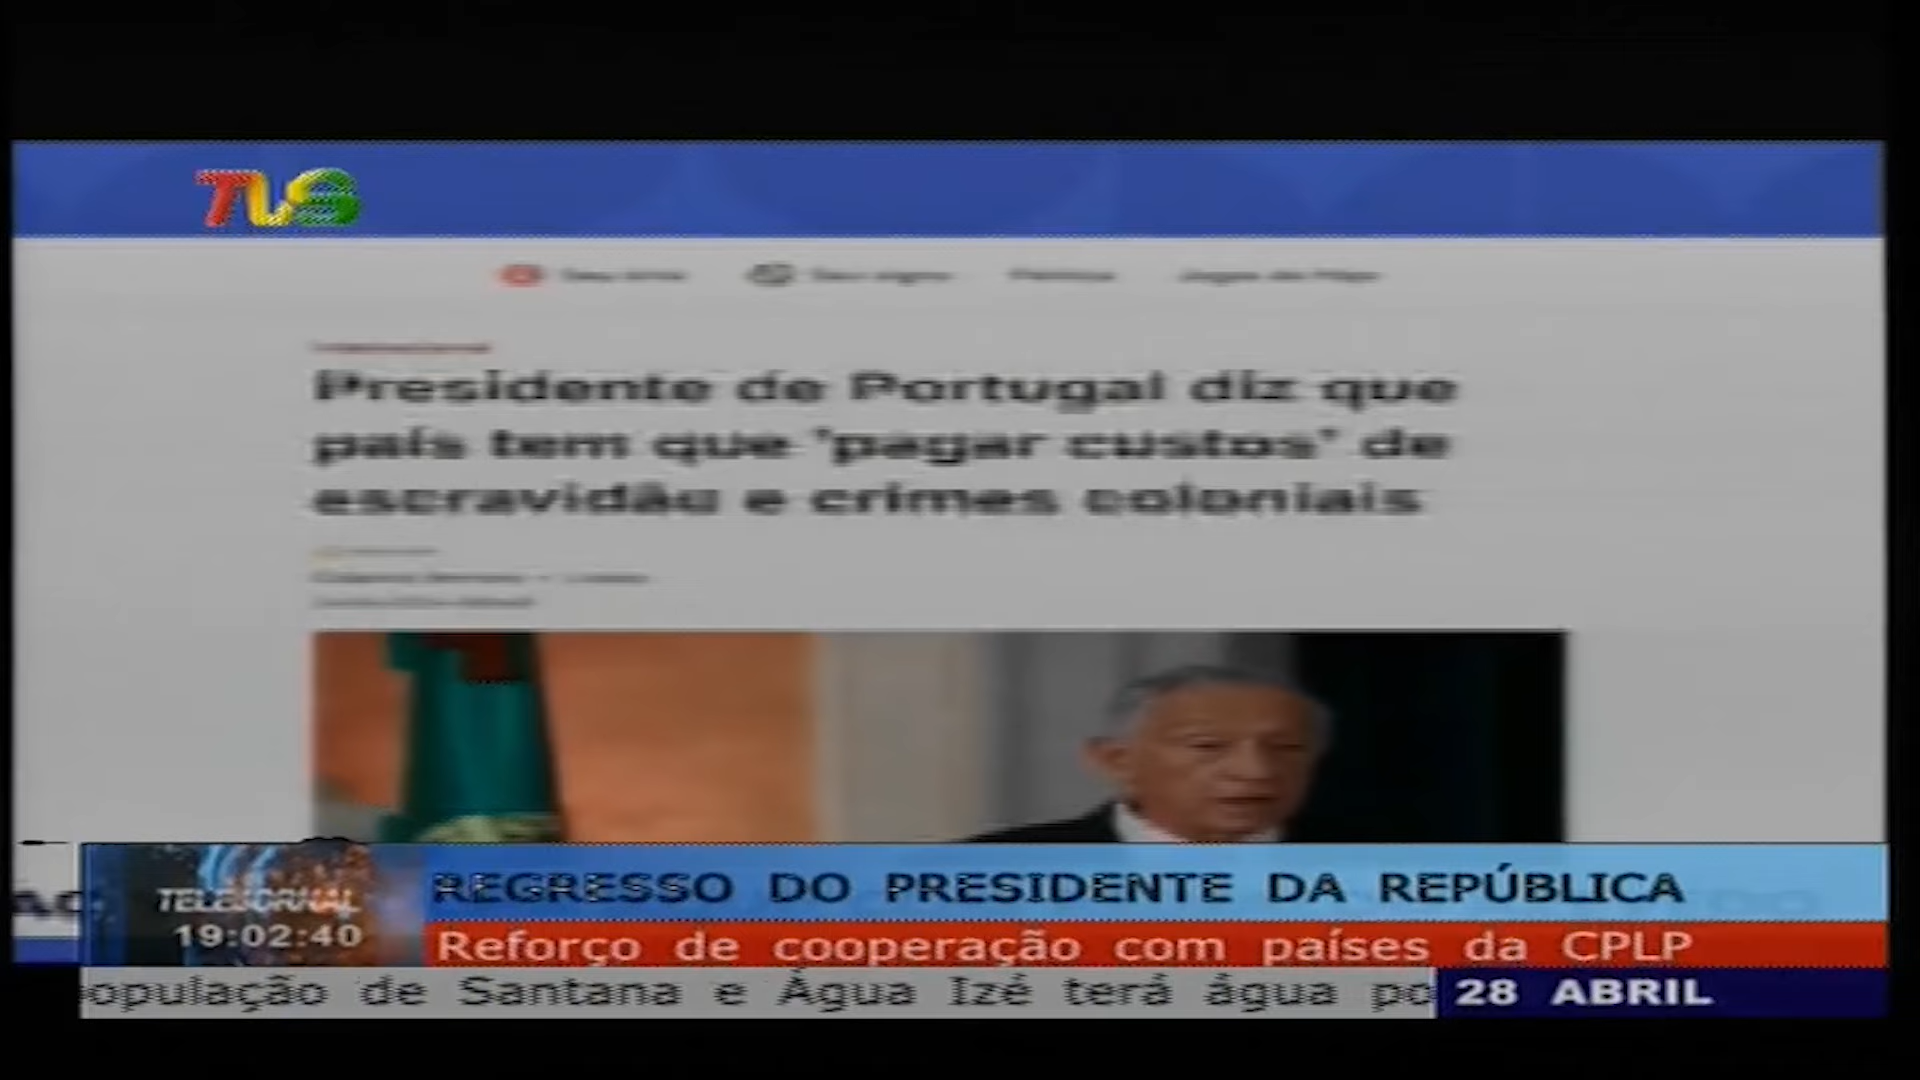 TVS
Presidente de Portugal diz que
país tem que 'pagar custos' de
escravidão e crimes coloniais
TELEJORNAL
19:02:40
REGRESSO DO PRESIDENTE DA REPÚBLICA
Reforço de cooperação com países da CPLP
opulação de Santana e Água Izé terá água po
28 ABRIL